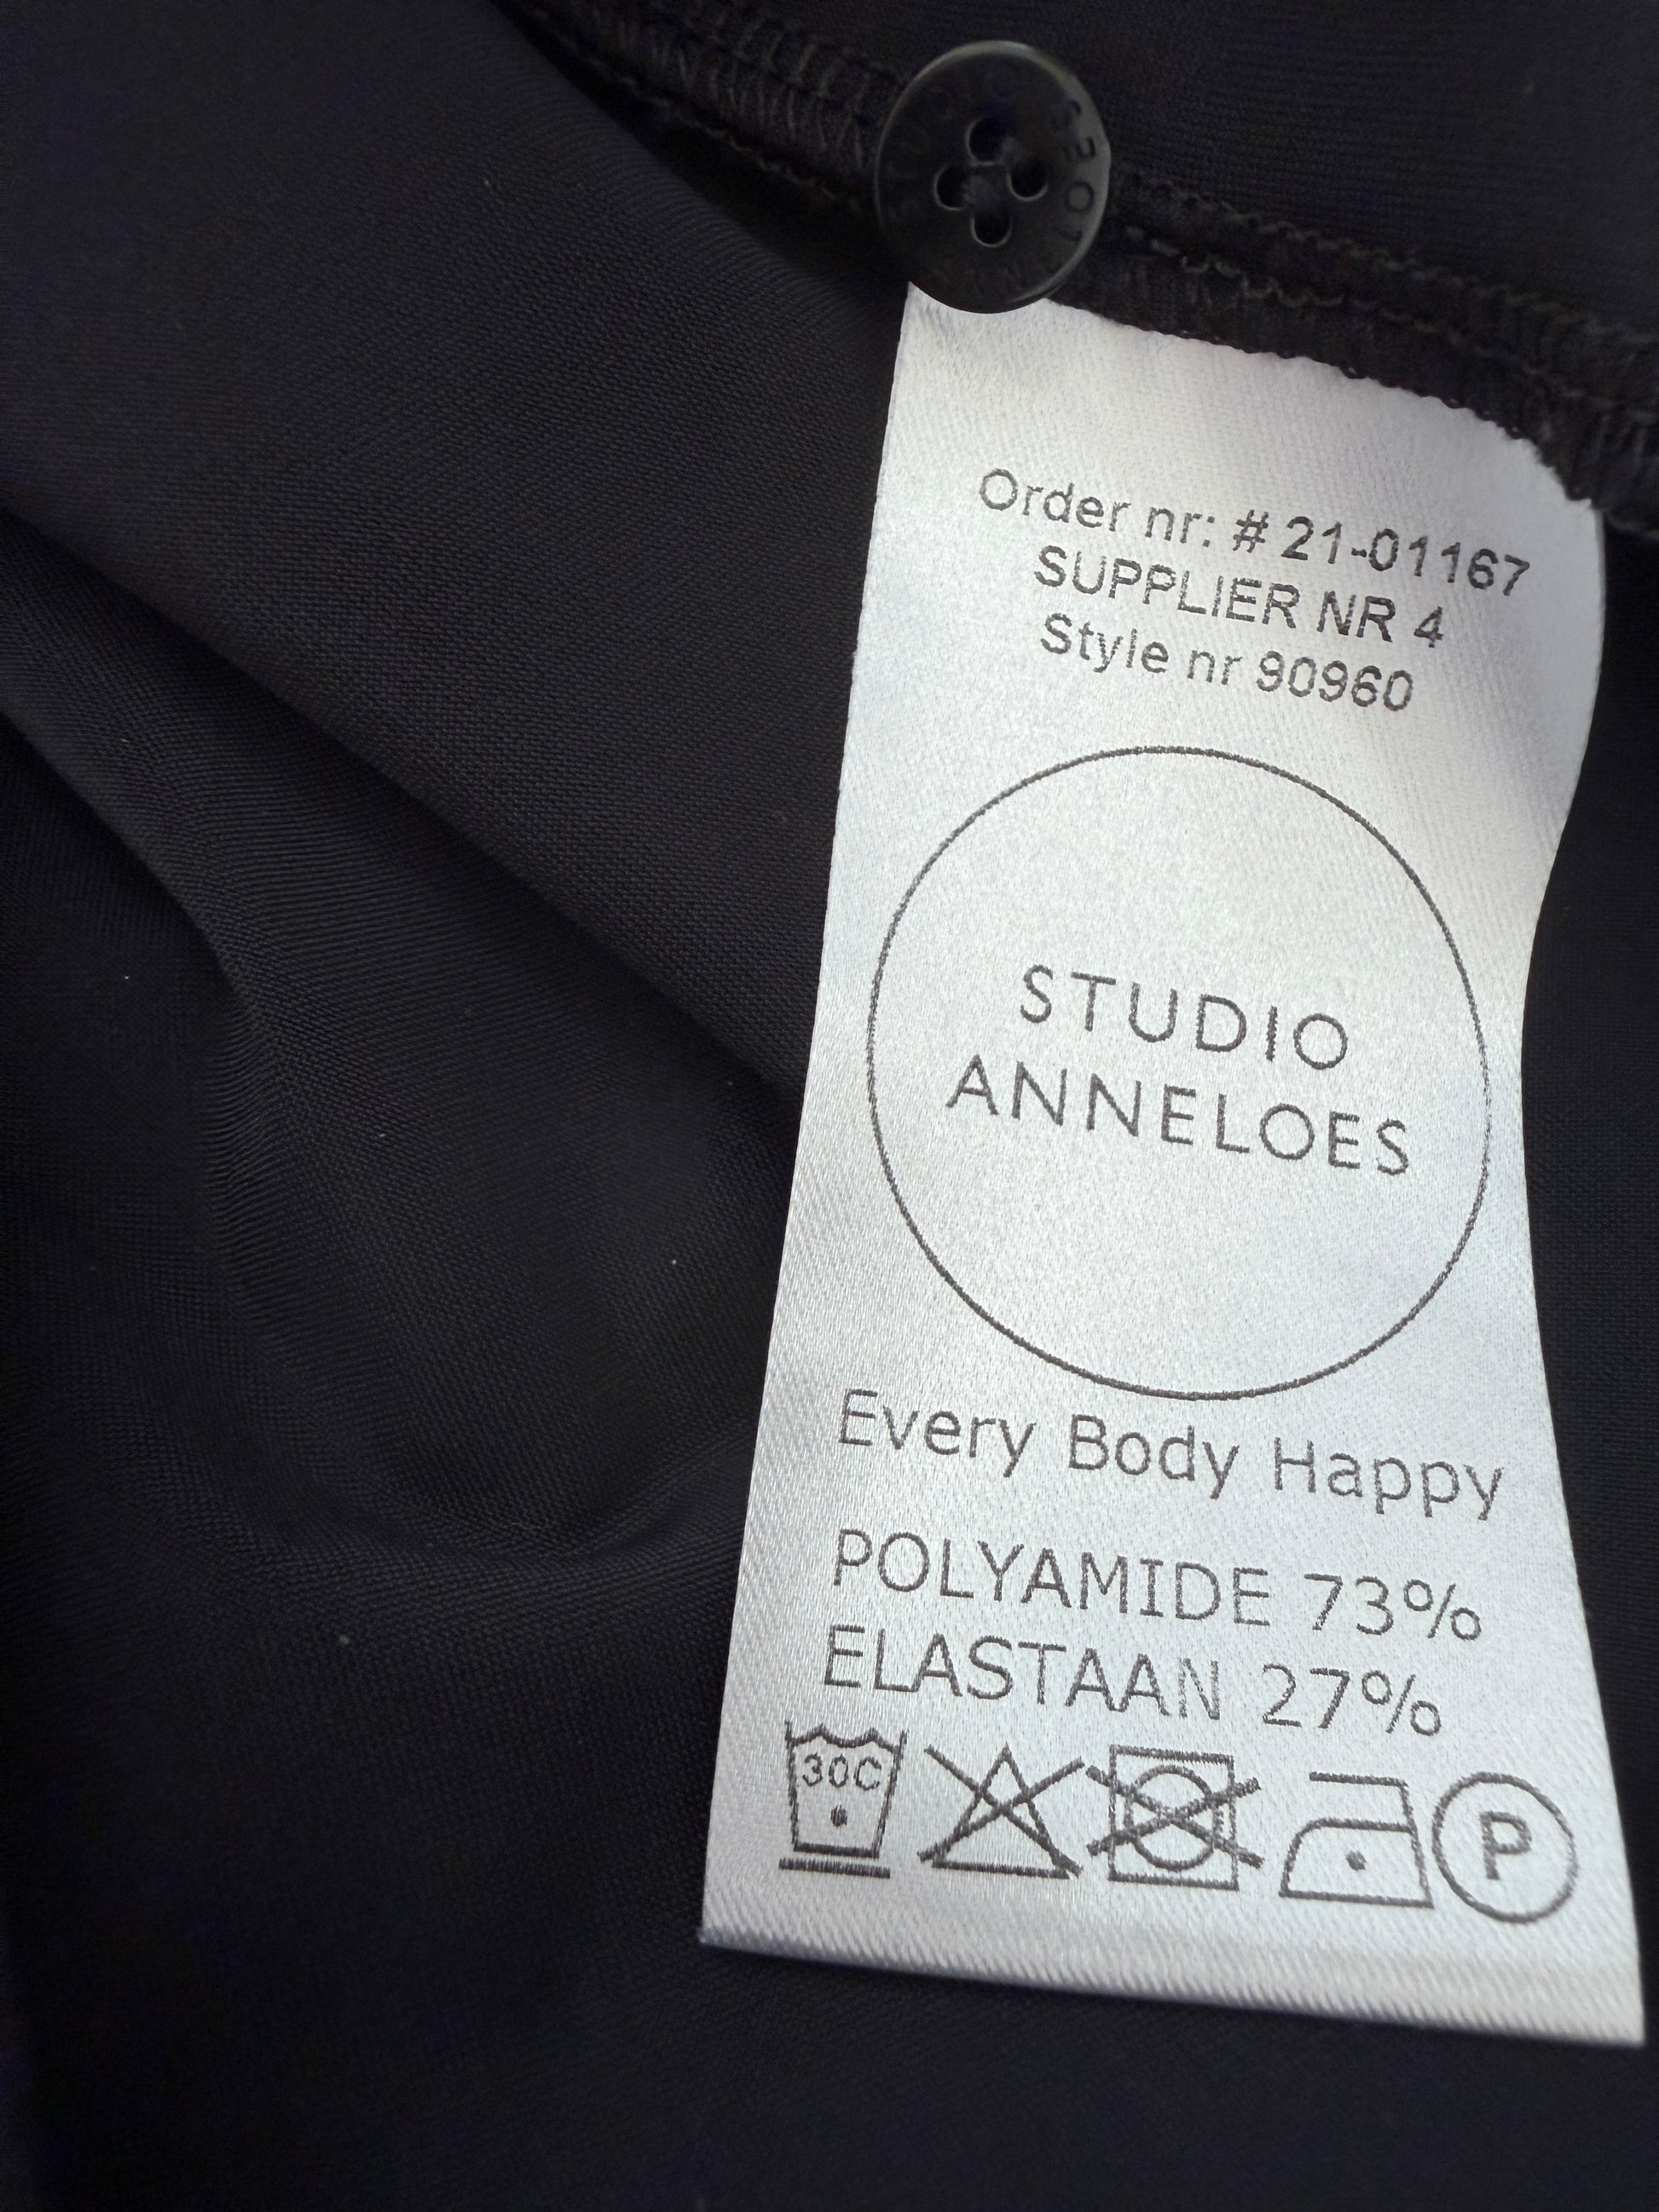 Order nr: # 21-01167
SUPPLIER NR 4
Style nr 90960
STUDIO
ANNELOES
Every Body Happy
POLYAMIDE 73%
ELASTAAN 27%
30C
P